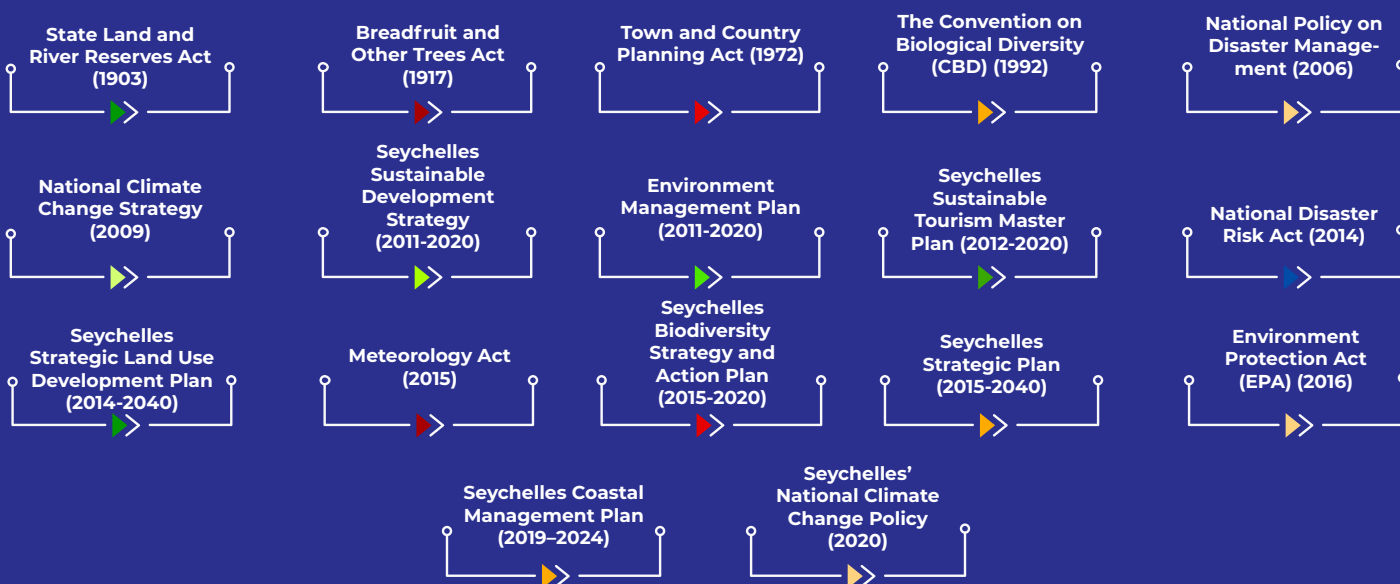 State Land and
River Reserves Act
(1903)
Breadfruit and
Other Trees Act
(1917)
Town and Country
Planning Act (1972)
The Convention on
Biological Diversity
(CBD) (1992)
National Policy on
Disaster Manage-
ment (2006)
National Climate
Change Strategy
(2009)
Seychelles
Sustainable
Development
Strategy
(2011-2020)
Environment
Management Plan
(2011-2020)
Seychelles
Sustainable
Tourism Master
Plan (2012-2020)
National Disaster
Risk Act (2014)
Seychelles
Strategic Land Use
Development Plan
(2014-2040)
Meteorology Act
(2015)
Seychelles
Biodiversity
Strategy and
Action Plan
(2015-2020)
Seychelles
Strategic Plan
(2015-2040)
Environment
Protection Act
(EPA) (2016)
Seychelles Coastal
Management Plan
(2019–2024)
Seychelles’
National Climate
Change Policy
(2020)